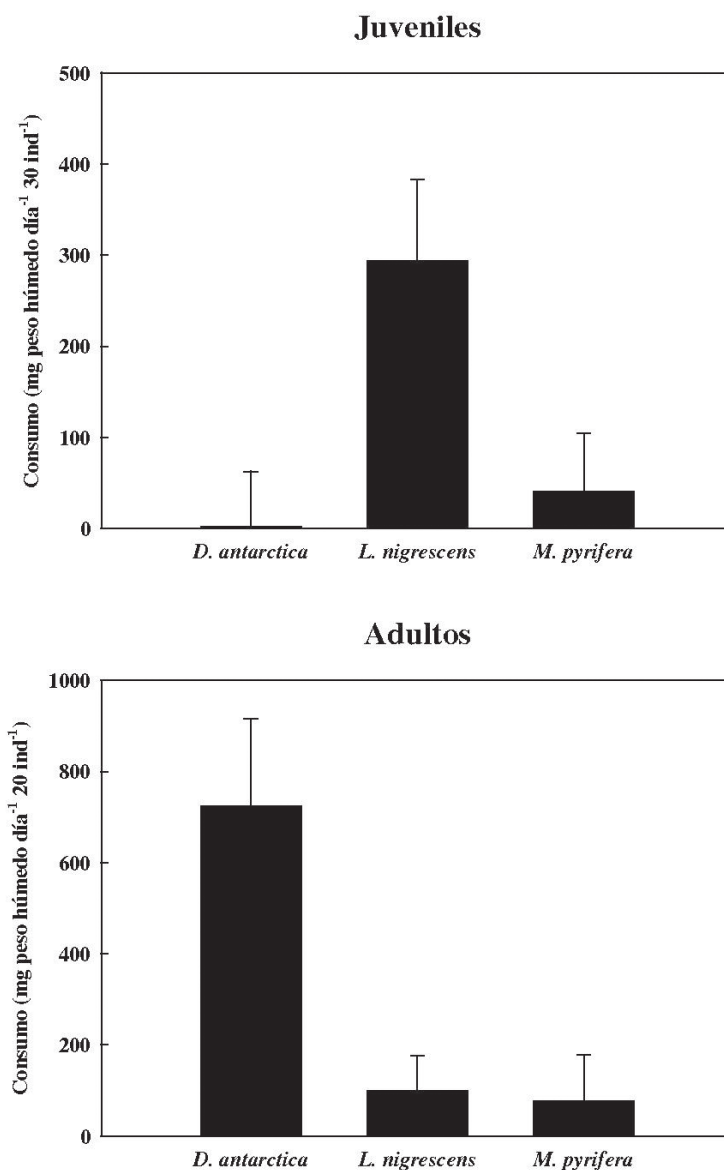 Juveniles
Consumo (mg peso húmedo día⁻¹ 30 ind⁻¹)
500
400
300
200
100
0
D. antarctica L. nigrescens M. pyrifera
Adultos
Consumo (mg peso húmedo día⁻¹ 20 ind⁻¹)
1000
800
600
400
200
0
D. antarctica L. nigrescens M. pyrifera